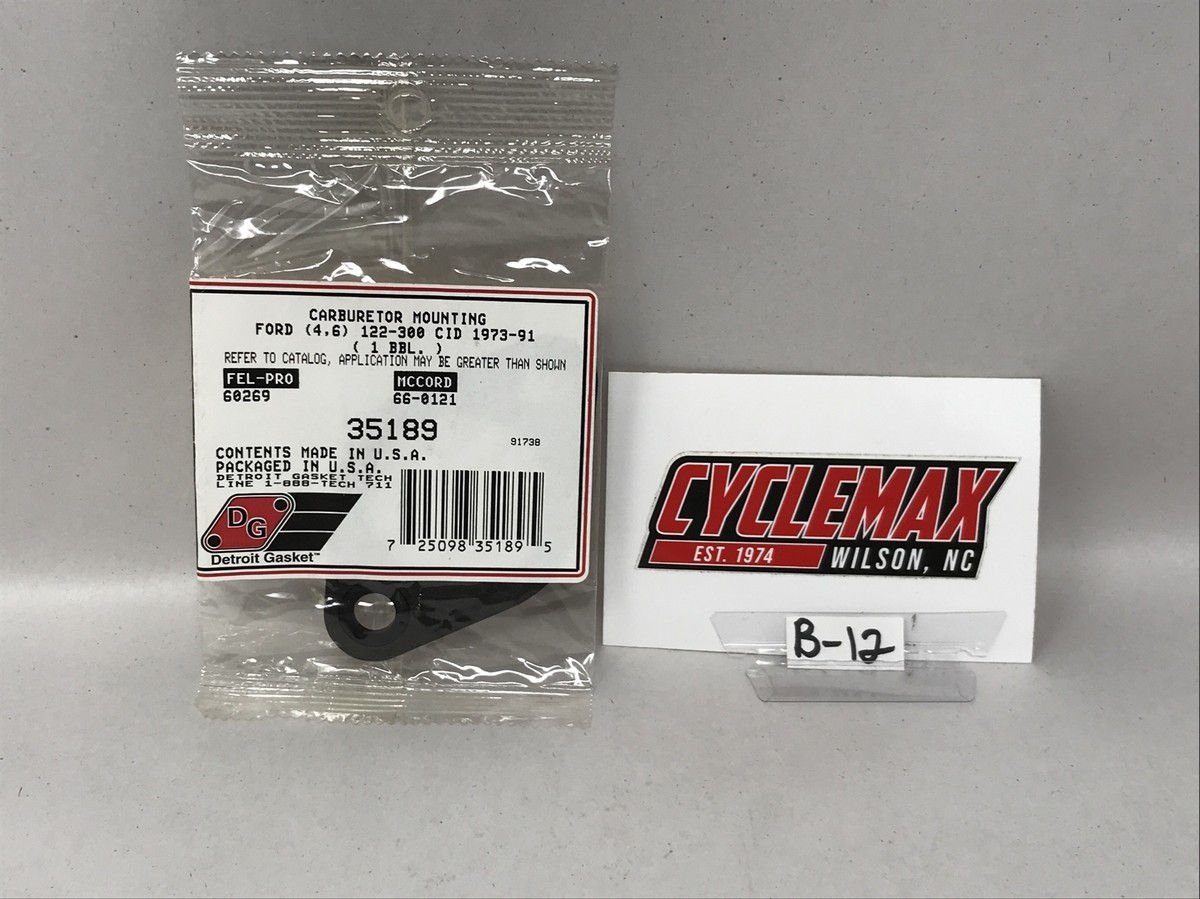 CARBURETOR MOUNTING
FORD (4,6) 122-300 CID 1973-91
( 1 BBL. )
REFER TO CATALOG, APPLICATION MAY BE GREATER THAN SHOWN
FEL-PRO MCCORD
60269 66-0121
35189
91738
CONTENTS MADE IN U.S.A.
PACKAGED IN U.S.A.
DETROIT GASKET TECH
LINE 1-888-TECH 711
DG
Detroit Gasket™
7 25098 35189 5
CYCLEMAX
EST. 1974 WILSON, NC
B-12